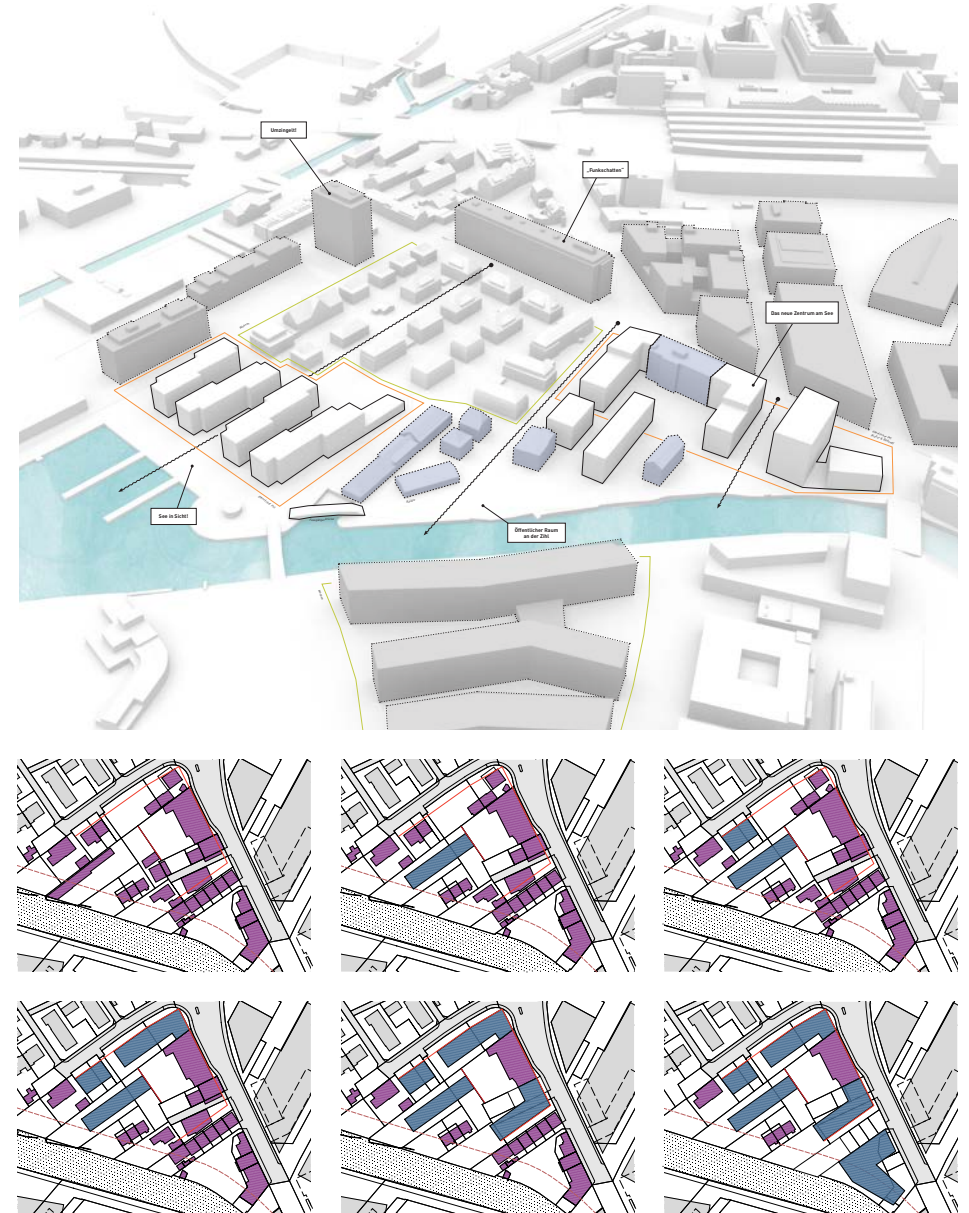 Umzingelt!
„Funkschatten“
Das neue Zentrum am See
See in Sicht!
Öffentlicher Raum
an der Zihl